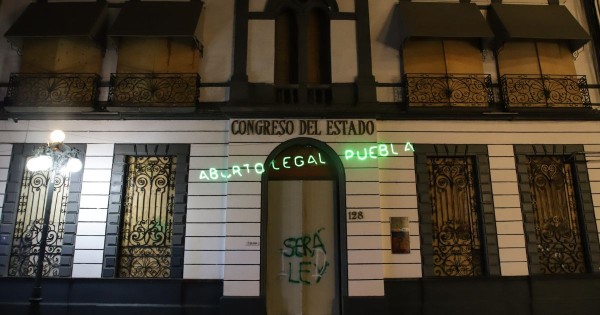 CONGRESO DEL ESTADO
ABORTO LEGAL PUEBLA
128
SERÁ
LEY